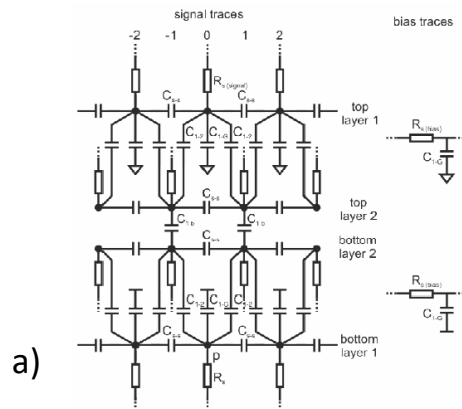 signal traces
-2 -1 0 1 2
bias traces
Rs (signal)
Cs-s Cs-s
top
layer 1
C1-2 C1-G C1-2
Rs (bias)
C1-G
Cs-s
top
layer 2
C1-b C1-b
Cs-s
bottom
layer 2
Rs (bias)
C1-G
C1-2 C1-G C1-2
Cs-s Cs-s
bottom
layer 1
p
Rs
a)